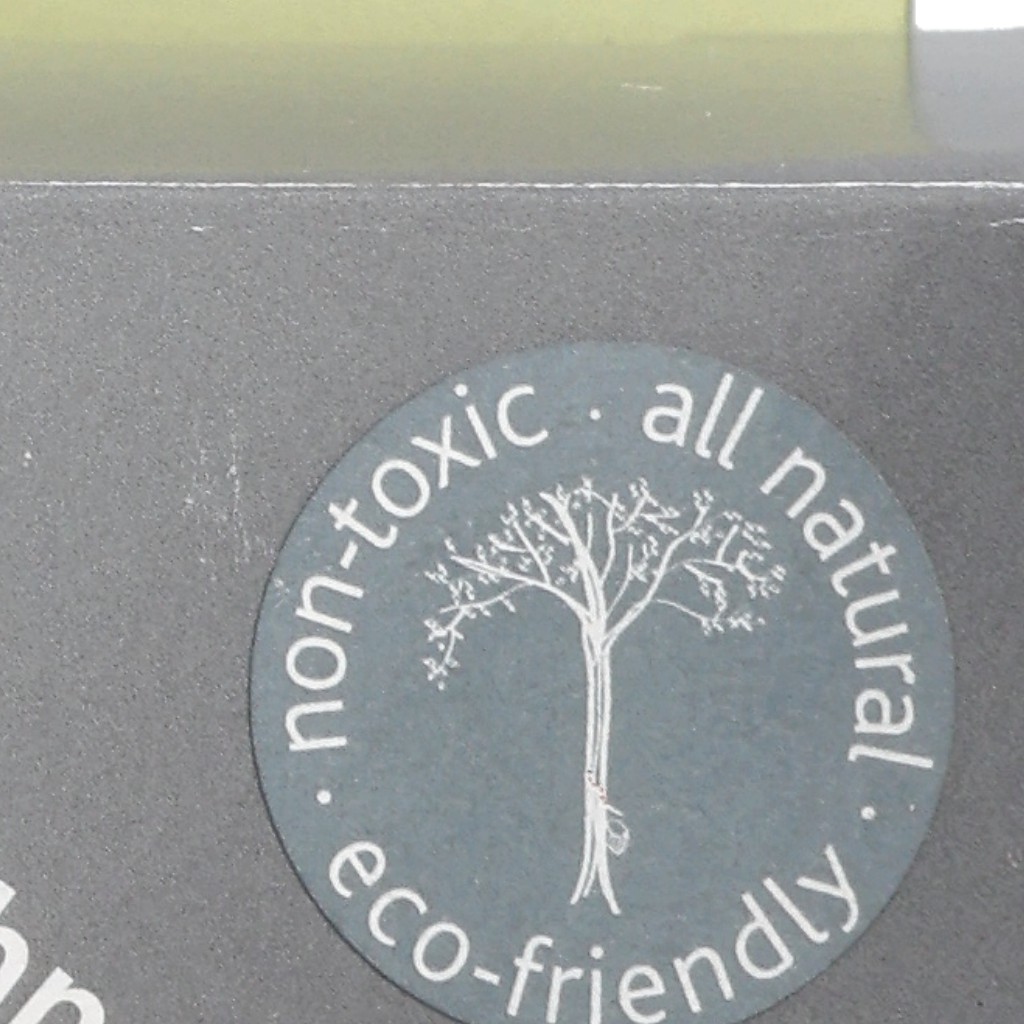 non-toxic · all natural ·
eco-friendly ·